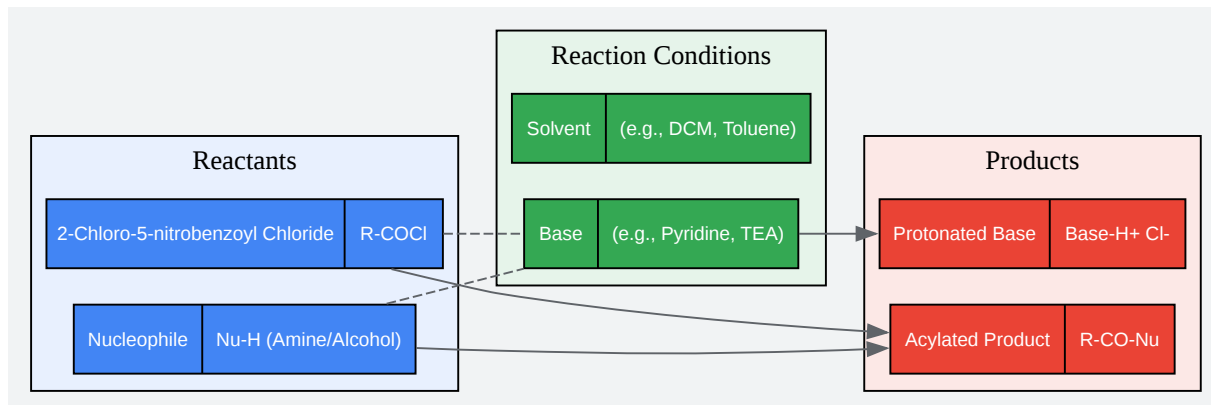 Reaction Conditions
Solvent (e.g., DCM, Toluene)
Base (e.g., Pyridine, TEA)
Reactants
2-Chloro-5-nitrobenzoyl Chloride R-COCl
Nucleophile Nu-H (Amine/Alcohol)
Products
Protonated Base Base-H+ Cl-
Acylated Product R-CO-Nu